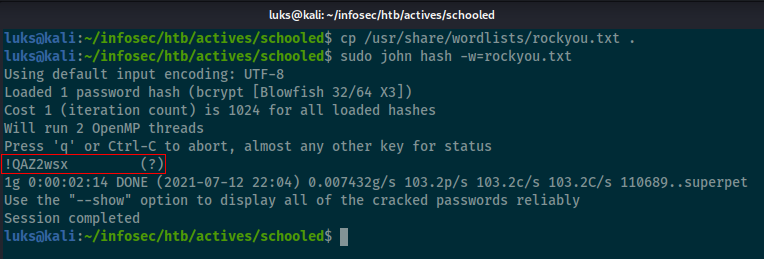 luks@kali: ~/infosec/htb/actives/schooled
luks@kali:~/infosec/htb/actives/schooled$ cp /usr/share/wordlists/rockyou.txt .
luks@kali:~/infosec/htb/actives/schooled$ sudo john hash -w=rockyou.txt
Using default input encoding: UTF-8
Loaded 1 password hash (bcrypt [Blowfish 32/64 X3])
Cost 1 (iteration count) is 1024 for all loaded hashes
Will run 2 OpenMP threads
Press 'q' or Ctrl-C to abort, almost any other key for status
!QAZ2wsx         (?)
1g 0:00:02:14 DONE (2021-07-12 22:04) 0.007432g/s 103.2p/s 103.2c/s 103.2C/s 110689..superpet
Use the "--show" option to display all of the cracked passwords reliably
Session completed
luks@kali:~/infosec/htb/actives/schooled$